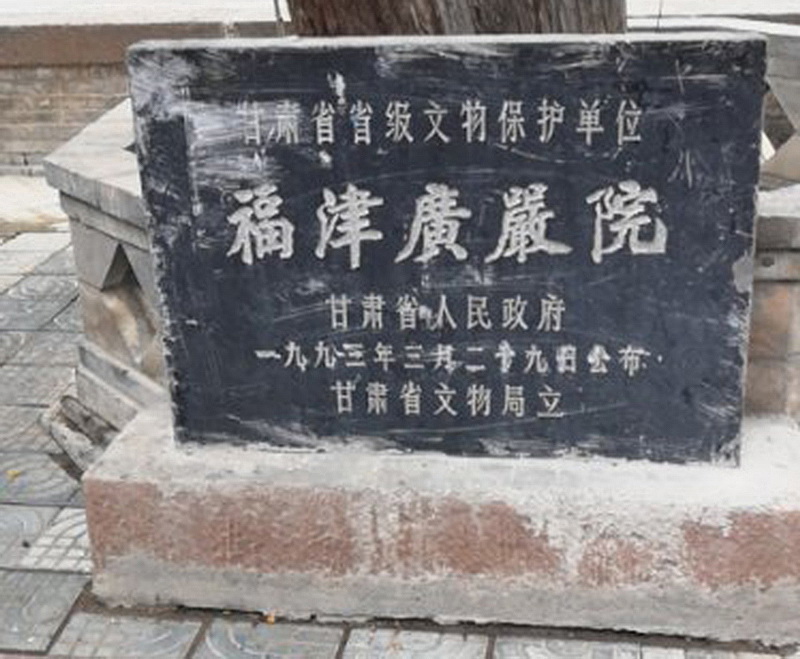 甘肃省省级文物保护单位
福津廣嚴院
甘肃省人民政府
一九九三年三月二十九日公布
甘肃省文物局立